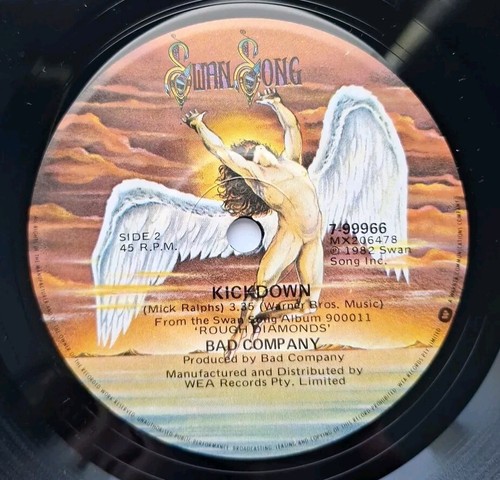 SWAN SONG
SIDE 2
45 R.P.M.
7-99966
MX206478
℗ 1982 Swan
Song Inc.
KICKDOWN
(Mick Ralphs) 3.35 (Warner Bros. Music)
From the Swan Song Album 900011
'ROUGH DIAMONDS'
BAD COMPANY
Produced by Bad Company
Manufactured and Distributed by
WEA Records Pty. Limited